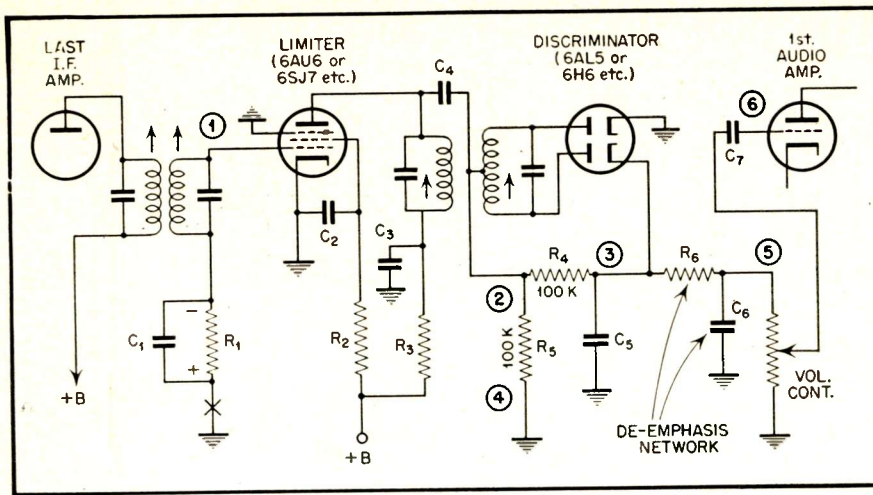 LAST
I.F.
AMP.
LIMITER
(6AU6 or
6SJ7 etc.)
DISCRIMINATOR
(6AL5 or
6H6 etc.)
1st.
AUDIO
AMP.
C4
1
6
C7
C2
C3
R4
3
R6
5
100 K
2
C1
-
R1
+
R2
R3
100 K
R5
C5
C6
4
VOL.
CONT.
+B
DE-EMPHASIS
NETWORK
+B